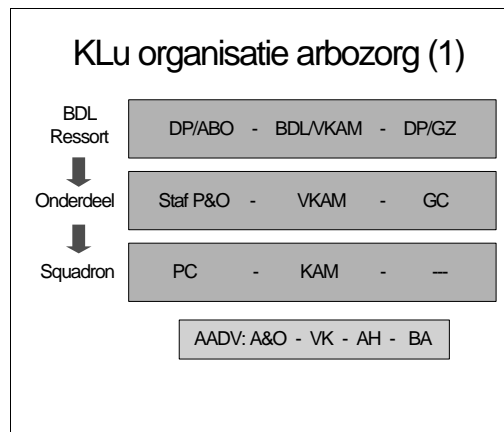 KLu organisatie arbozorg (1)
BDL
Ressort
DP/ABO - BDL/VKAM - DP/GZ
Onderdeel
Staf P&O - VKAM - GC
Squadron
PC - KAM - ---
AADV: A&O - VK - AH - BA